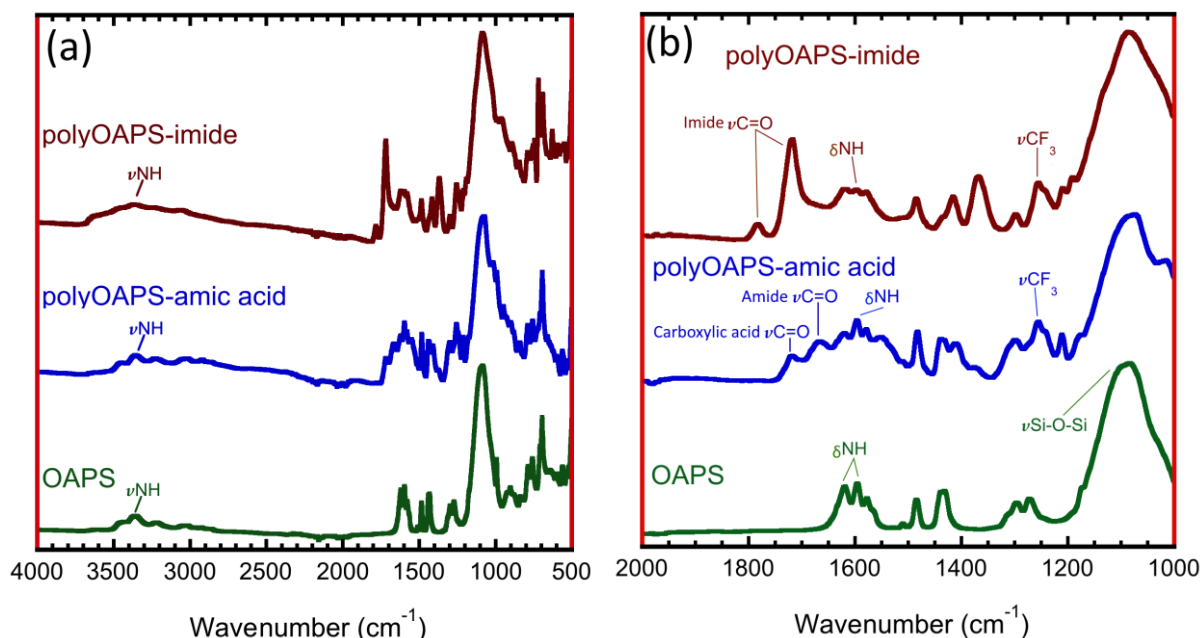 (a)
polyOAPS-imide
νNH
polyOAPS-amic acid
νNH
OAPS
νNH
4000 3500 3000 2500 2000 1500 1000 500
Wavenumber (cm⁻¹)
(b)
polyOAPS-imide
Imide νC=O
δNH
νCF₃
polyOAPS-amic acid
Amide νC=O
δNH
νCF₃
Carboxylic acid νC=O
νSi-O-Si
δNH
OAPS
2000 1800 1600 1400 1200 1000
Wavenumber (cm⁻¹)